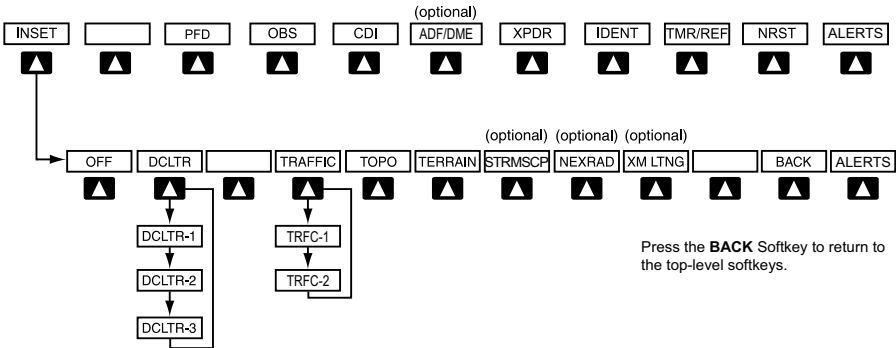 (optional)
INSET PFD OBS CDI ADF/DME XPDR IDENT TMR/REF NRST ALERTS
(optional) (optional) (optional)
OFF DCLTR TRAFFIC TOPO TERRAIN STRMSCP NEXRAD XM LTNG BACK ALERTS
DCLTR-1 TRFC-1
DCLTR-2 TRFC-2
DCLTR-3
Press the BACK Softkey to return to
the top-level softkeys.